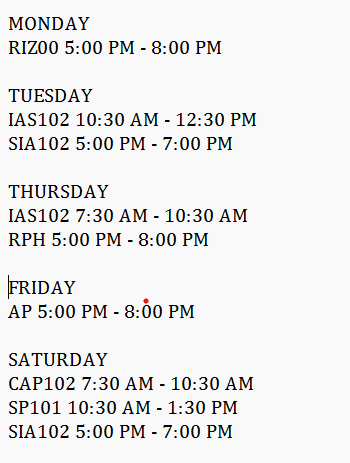 MONDAY
RIZ00 5:00 PM - 8:00 PM
TUESDAY
IAS102 10:30 AM - 12:30 PM
SIA102 5:00 PM - 7:00 PM
THURSDAY
IAS102 7:30 AM - 10:30 AM
RPH 5:00 PM - 8:00 PM
FRIDAY
AP 5:00 PM - 8:00 PM
SATURDAY
CAP102 7:30 AM - 10:30 AM
SP101 10:30 AM - 1:30 PM
SIA102 5:00 PM - 7:00 PM